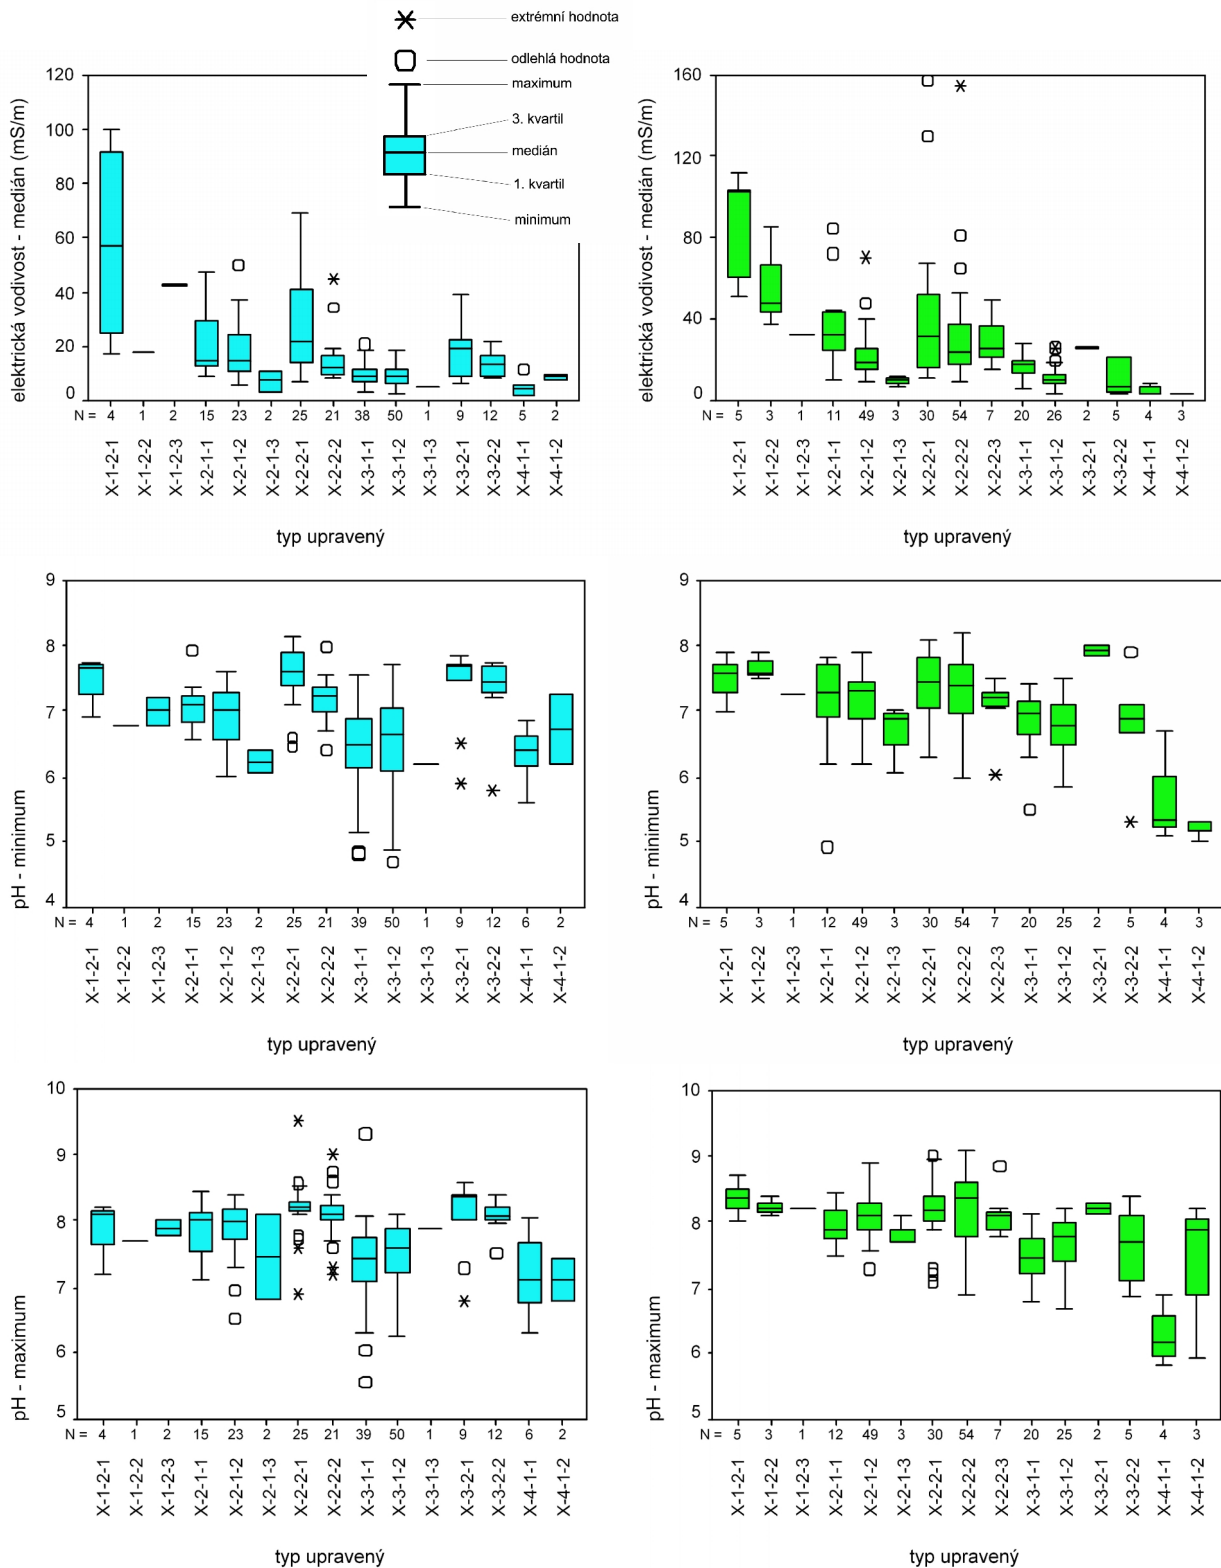 extrémní hodnota
odlehlá hodnota
maximum
3. kvartil
medián
1. kvartil
minimum
elektrická vodivost - medián (mS/m)
120
100
80
60
40
20
0
N = 4 1 2 15 23 2 25 21 38 50 1 9 12 5 2
X-1-2-1 X-1-2-2 X-1-2-3 X-2-1-1 X-2-1-2 X-2-1-3 X-2-2-1 X-2-2-2 X-3-1-1 X-3-1-2 X-3-1-3 X-3-2-1 X-3-2-2 X-4-1-1 X-4-1-2
typ upravený
elektrická vodivost - medián (mS/m)
160
120
80
40
0
N = 5 3 1 11 49 3 30 54 7 20 26 2 5 4 3
X-1-2-1 X-1-2-2 X-1-2-3 X-2-1-1 X-2-1-2 X-2-1-3 X-2-2-1 X-2-2-2 X-2-2-3 X-3-1-1 X-3-1-2 X-3-2-1 X-3-2-2 X-4-1-1 X-4-1-2
typ upravený
pH - minimum
9
8
7
6
5
4
N = 4 1 2 15 23 2 25 21 39 50 1 9 12 6 2
X-1-2-1 X-1-2-2 X-1-2-3 X-2-1-1 X-2-1-2 X-2-1-3 X-2-2-1 X-2-2-2 X-3-1-1 X-3-1-2 X-3-1-3 X-3-2-1 X-3-2-2 X-4-1-1 X-4-1-2
typ upravený
pH - minimum
9
8
7
6
5
4
N = 5 3 1 12 49 3 30 54 7 20 25 2 5 4 3
X-1-2-1 X-1-2-2 X-1-2-3 X-2-1-1 X-2-1-2 X-2-1-3 X-2-2-1 X-2-2-2 X-2-2-3 X-3-1-1 X-3-1-2 X-3-2-1 X-3-2-2 X-4-1-1 X-4-1-2
typ upravený
pH - maximum
10
9
8
7
6
5
N = 4 1 2 15 23 2 25 21 39 50 1 9 12 6 2
X-1-2-1 X-1-2-2 X-1-2-3 X-2-1-1 X-2-1-2 X-2-1-3 X-2-2-1 X-2-2-2 X-3-1-1 X-3-1-2 X-3-1-3 X-3-2-1 X-3-2-2 X-4-1-1 X-4-1-2
typ upravený
pH - maximum
10
9
8
7
6
5
N = 5 3 1 12 49 3 30 54 7 20 25 2 5 4 3
X-1-2-1 X-1-2-2 X-1-2-3 X-2-1-1 X-2-1-2 X-2-1-3 X-2-2-1 X-2-2-2 X-2-2-3 X-3-1-1 X-3-1-2 X-3-2-1 X-3-2-2 X-4-1-1 X-4-1-2
typ upravený